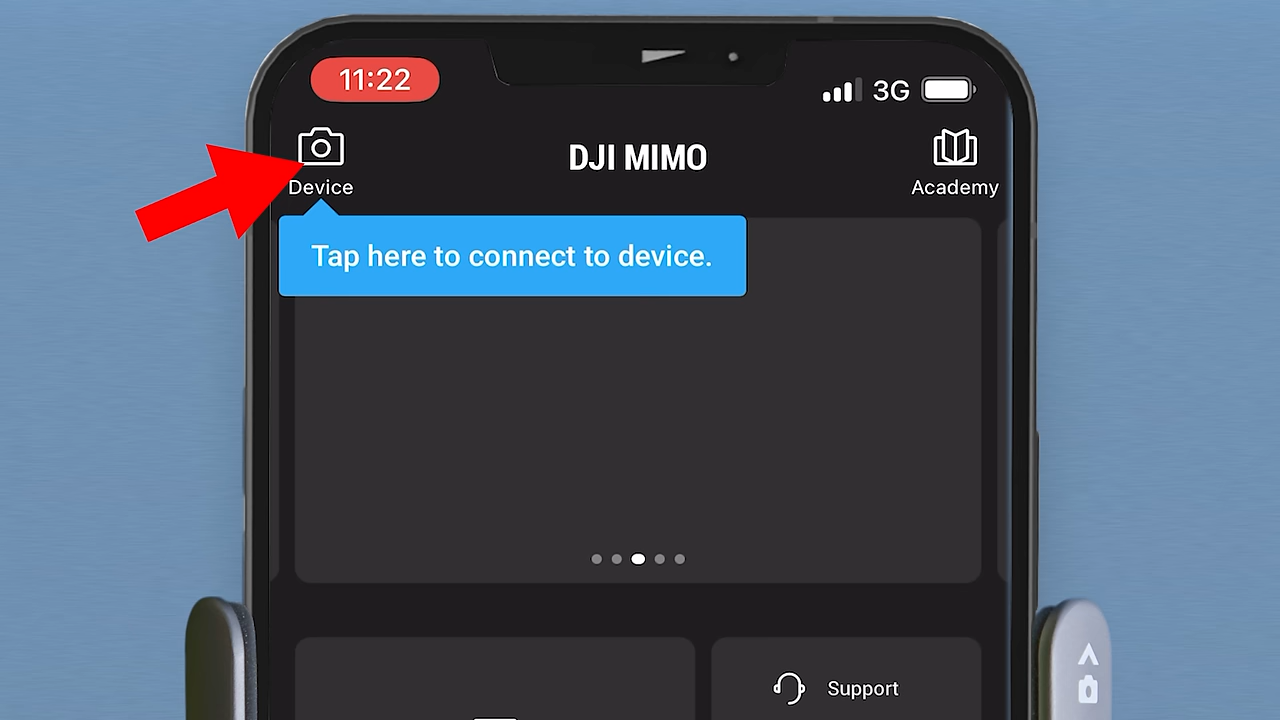 11:22
3G
DJI MIMO
Device
Academy
Tap here to connect to device.
Support